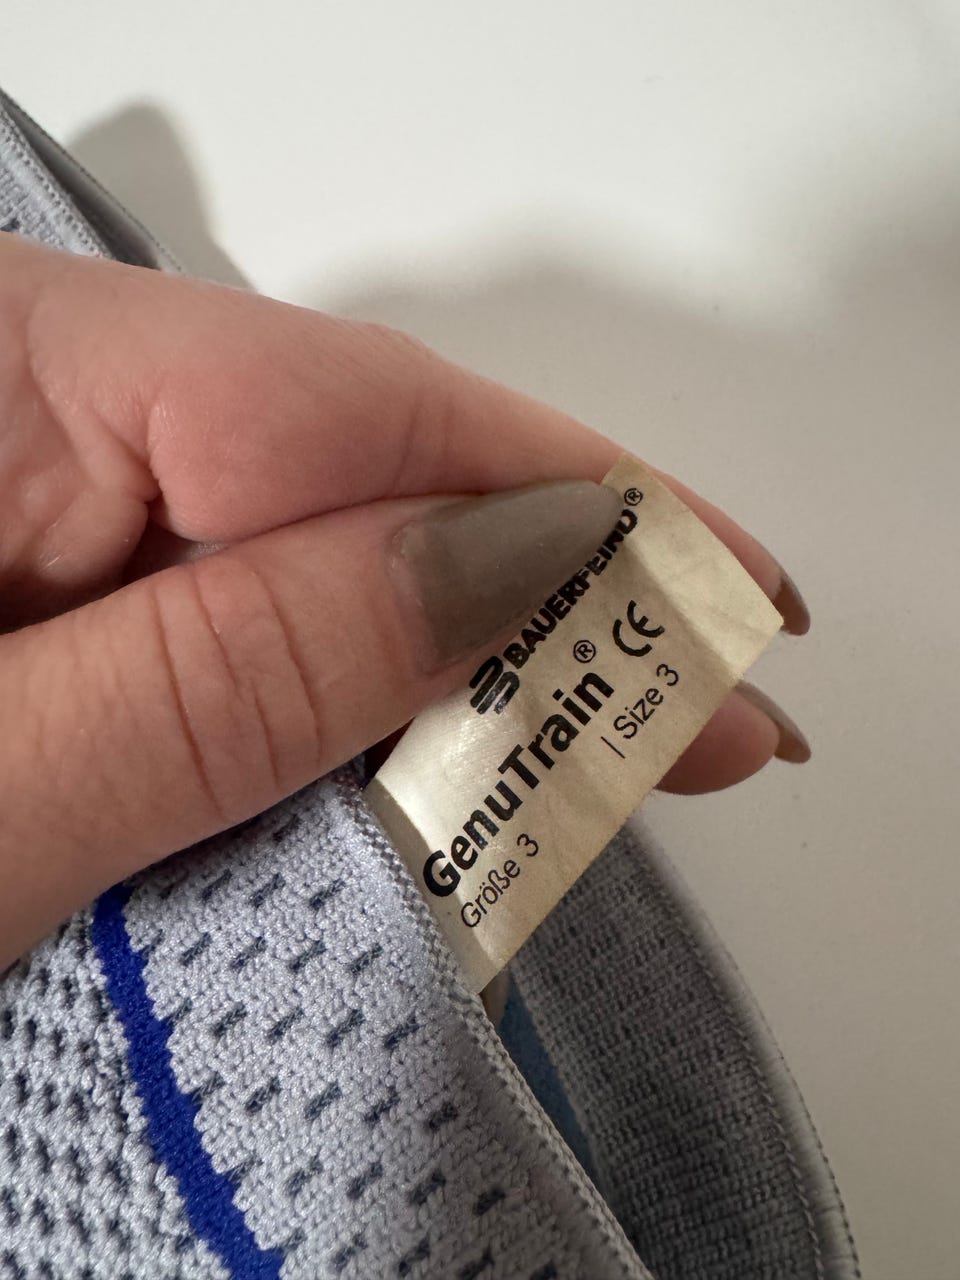 BAUERFEIND®
GenuTrain® CE
Größe 3 | Size 3